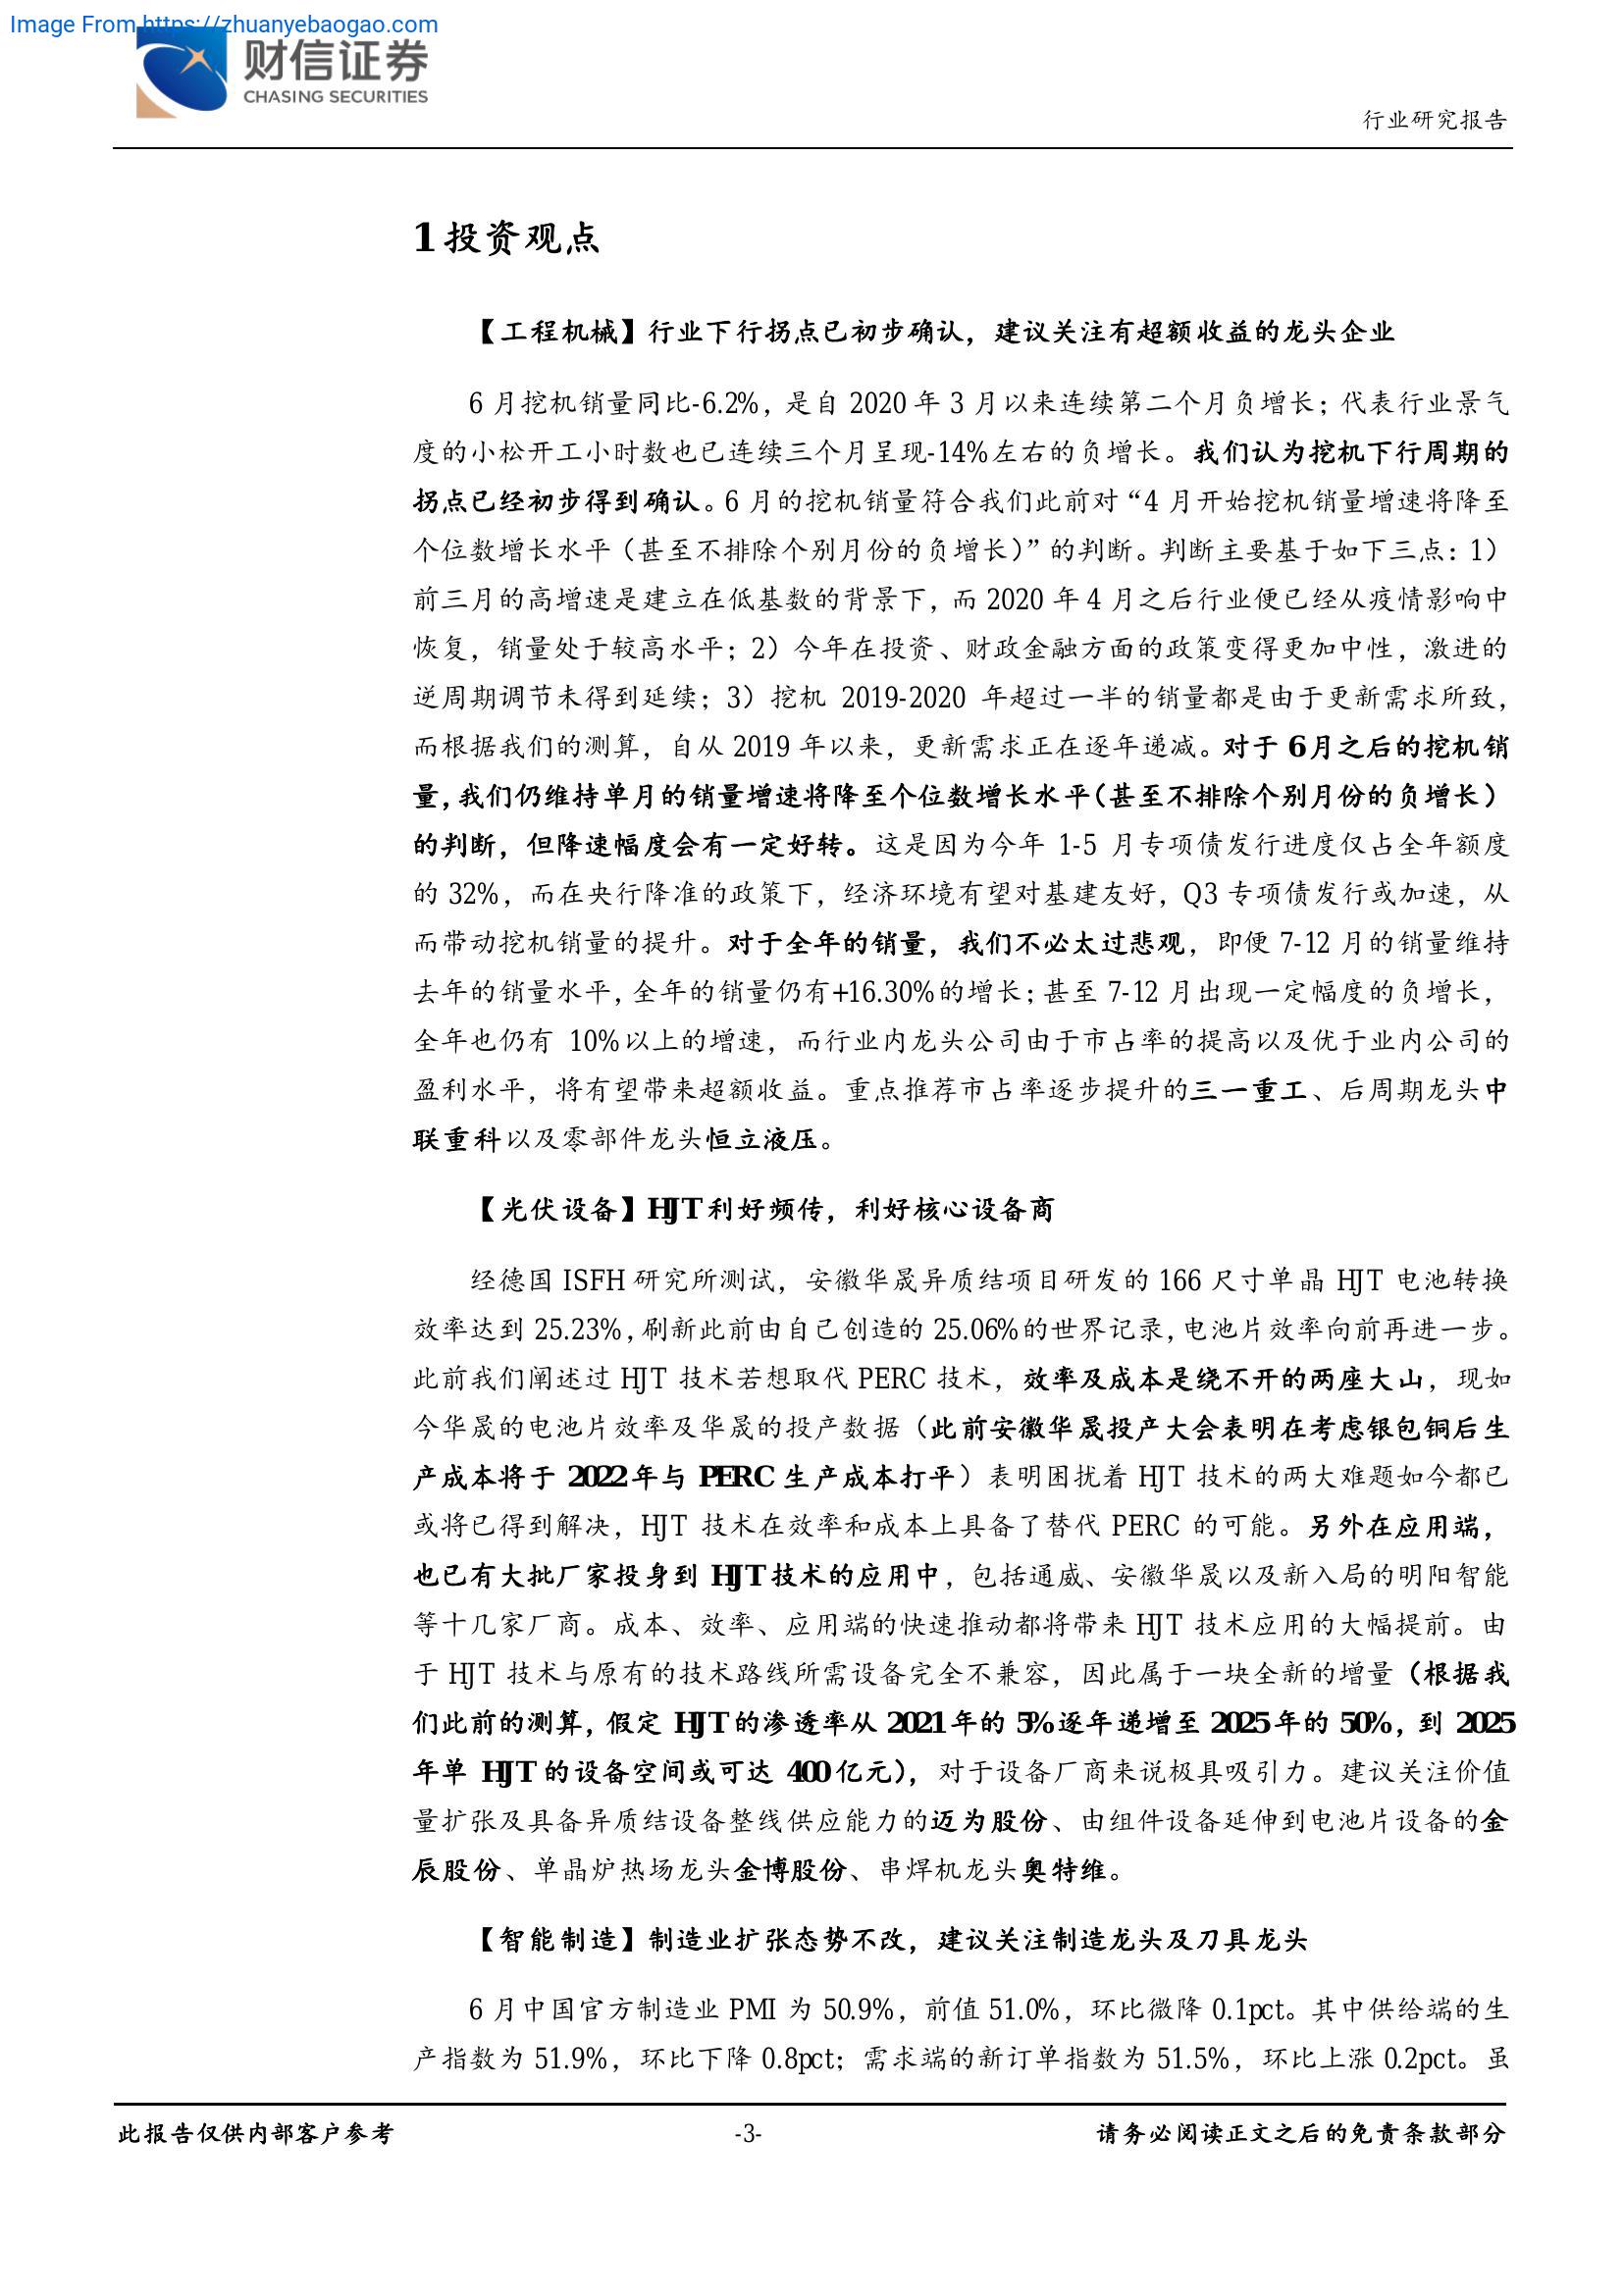 Image From https://zhuanyebaogao.com
财信证券
CHASING SECURITIES
行业研究报告
1 投资观点
【工程机械】行业下行拐点已初步确认，建议关注有超额收益的龙头企业
6 月挖机销量同比-6.2%，是自 2020 年 3 月以来连续第二个月负增长；代表行业景气
度的小松开工小时数也已连续三个月呈现-14%左右的负增长。我们认为挖机下行周期的
拐点已经初步得到确认。6 月的挖机销量符合我们此前对“4 月开始挖机销量增速将降至
个位数增长水平（甚至不排除个别月份的负增长）”的判断。判断主要基于如下三点：1）
前三月的高增速是建立在低基数的背景下，而 2020 年 4 月之后行业便已经从疫情影响中
恢复，销量处于较高水平；2）今年在投资、财政金融方面的政策变得更加中性，激进的
逆周期调节未得到延续；3）挖机 2019-2020 年超过一半的销量都是由于更新需求所致，
而根据我们的测算，自从 2019 年以来，更新需求正在逐年递减。对于 6 月之后的挖机销
量，我们仍维持单月的销量增速将降至个位数增长水平（甚至不排除个别月份的负增长）
的判断，但降速幅度会有一定好转。这是因为今年 1-5 月专项债发行进度仅占全年额度
的 32%，而在央行降准的政策下，经济环境有望对基建友好，Q3 专项债发行或加速，从
而带动挖机销量的提升。对于全年的销量，我们不必太过悲观，即便 7-12 月的销量维持
去年的销量水平，全年的销量仍有+16.30%的增长；甚至 7-12 月出现一定幅度的负增长，
全年也仍有 10%以上的增速，而行业内龙头公司由于市占率的提高以及优于业内公司的
盈利水平，将有望带来超额收益。重点推荐市占率逐步提升的三一重工、后周期龙头中
联重科以及零部件龙头恒立液压。
【光伏设备】HJT 利好频传，利好核心设备商
经德国 ISFH 研究所测试，安徽华晟异质结项目研发的 166 尺寸单晶 HJT 电池转换
效率达到 25.23%，刷新此前由自己创造的 25.06%的世界记录，电池片效率向前再进一步。
此前我们阐述过 HJT 技术若想取代 PERC 技术，效率及成本是绕不开的两座大山，现如
今华晟的电池片效率及华晟的投产数据（此前安徽华晟投产大会表明在考虑银包铜后生
产成本将于 2022 年与 PERC 生产成本打平）表明困扰着 HJT 技术的两大难题如今都已
或将已得到解决，HJT 技术在效率和成本上具备了替代 PERC 的可能。另外在应用端，
也已有大批厂家投身到 HJT 技术的应用中，包括通威、安徽华晟以及新入局的明阳智能
等十几家厂商。成本、效率、应用端的快速推动都将带来 HJT 技术应用的大幅提前。由
于 HJT 技术与原有的技术路线所需设备完全不兼容，因此属于一块全新的增量（根据我
们此前的测算，假定 HJT 的渗透率从 2021 年的 5%逐年递增至 2025 年的 50%，到 2025
年单 HJT 的设备空间或可达 400 亿元），对于设备厂商来说极具吸引力。建议关注价值
量扩张及具备异质结设备整线供应能力的迈为股份、由组件设备延伸到电池片设备的金
辰股份、单晶炉热场龙头金博股份、串焊机龙头奥特维。
【智能制造】制造业扩张态势不改，建议关注制造龙头及刀具龙头
6 月中国官方制造业 PMI 为 50.9%，前值 51.0%，环比微降 0.1pct。其中供给端的生
产指数为 51.9%，环比下降 0.8pct；需求端的新订单指数为 51.5%，环比上涨 0.2pct。虽
此报告仅供内部客户参考
-3-
请务必阅读正文之后的免责条款部分